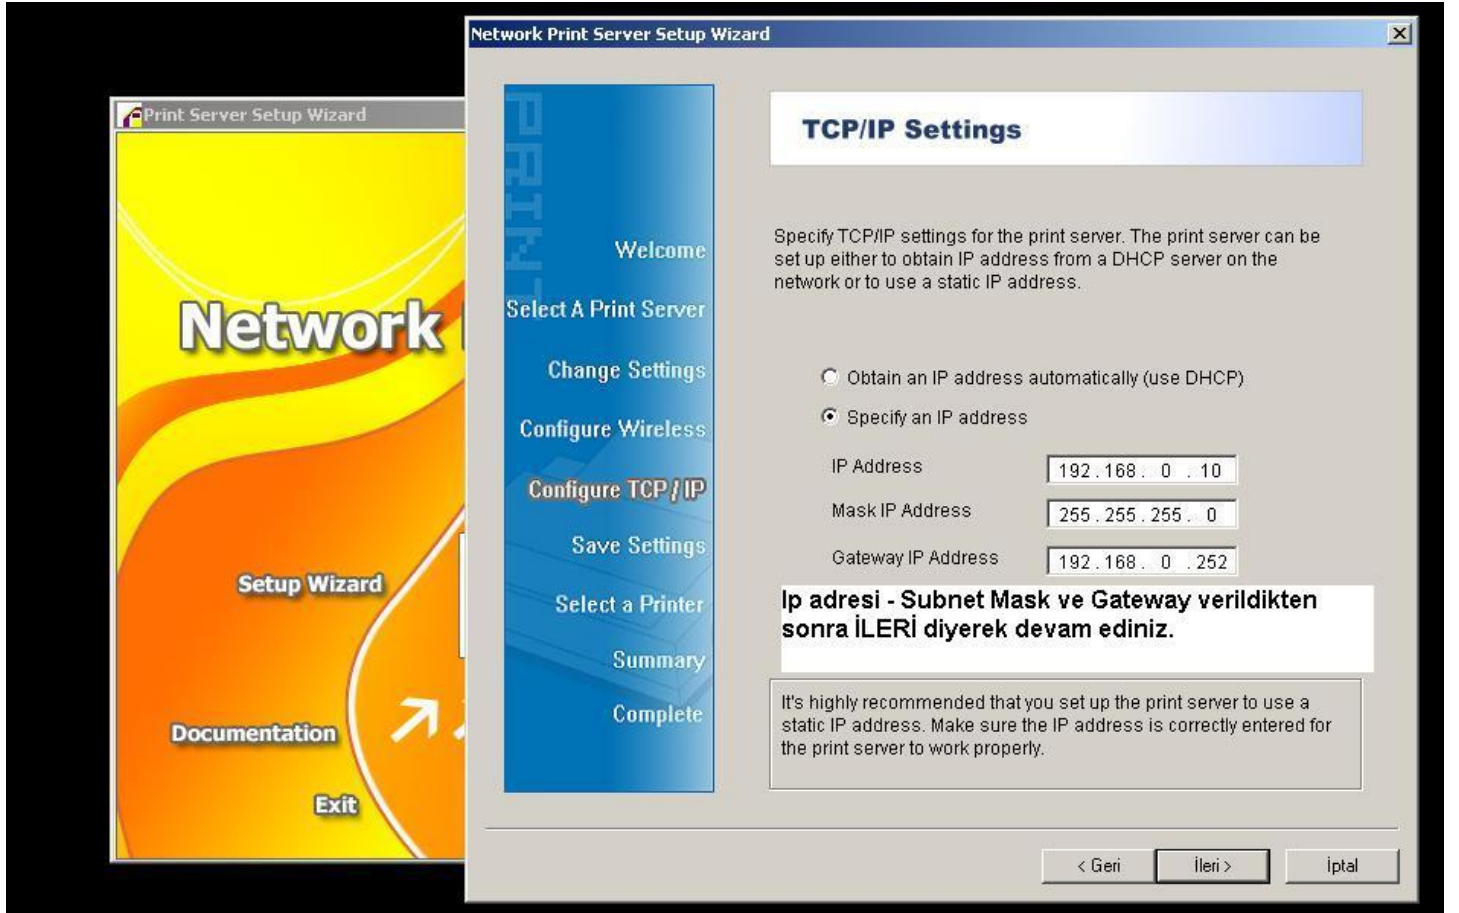 Network Print Server Setup Wizard
Print Server Setup Wizard
Network
Setup Wizard
Documentation
Exit
PRINT
Welcome
Select A Print Server
Change Settings
Configure Wireless
Configure TCP / IP
Save Settings
Select a Printer
Summary
Complete
TCP/IP Settings
Specify TCP/IP settings for the print server. The print server can be
set up either to obtain IP address from a DHCP server on the
network or to use a static IP address.
Obtain an IP address automatically (use DHCP)
Specify an IP address
IP Address 192.168. 0 .10
Mask IP Address 255.255.255. 0
Gateway IP Address 192.168. 0 .252
Ip adresi - Subnet Mask ve Gateway verildikten
sonra İLERİ diyerek devam ediniz.
It's highly recommended that you set up the print server to use a
static IP address. Make sure the IP address is correctly entered for
the print server to work properly.
< Geri İleri > İptal